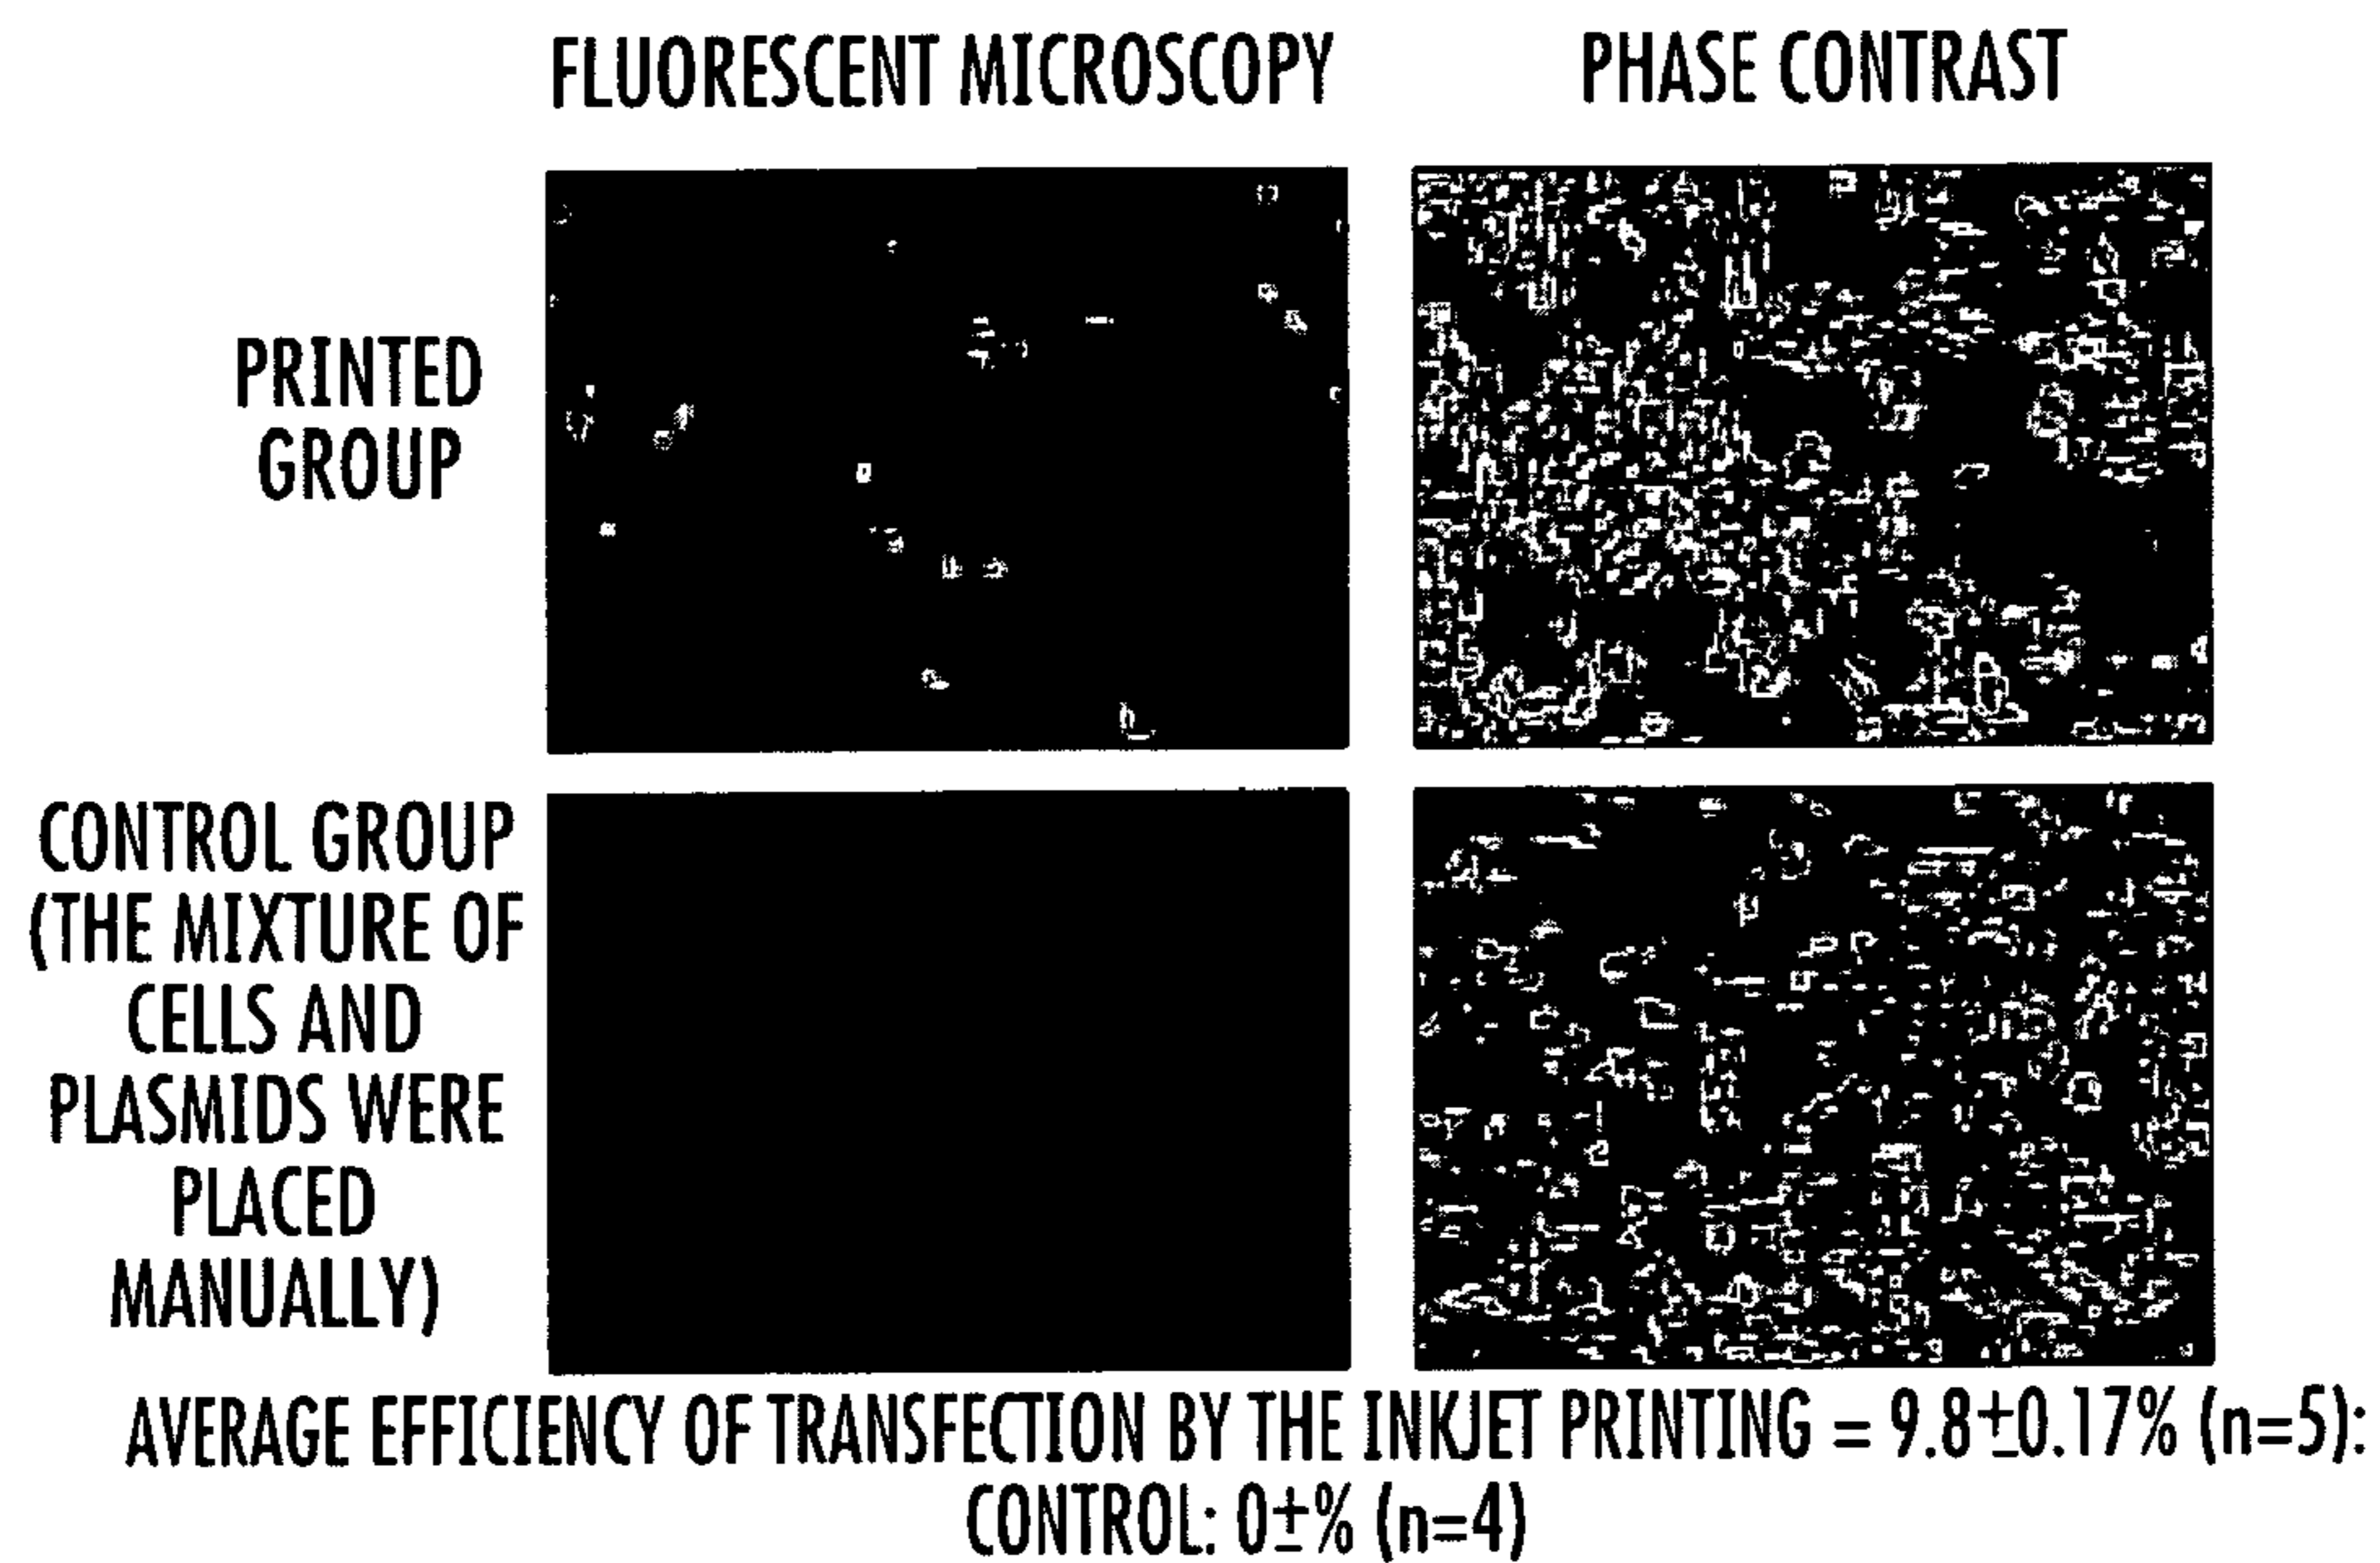 FLUORESCENT MICROSCOPY
PHASE CONTRAST
PRINTED
GROUP
CONTROL GROUP
(THE MIXTURE OF
CELLS AND
PLASMIDS WERE
PLACED
MANUALLY)
AVERAGE EFFICIENCY OF TRANSFECTION BY THE INKJET PRINTING = 9.8±0.17% (n=5):
CONTROL: 0±% (n=4)